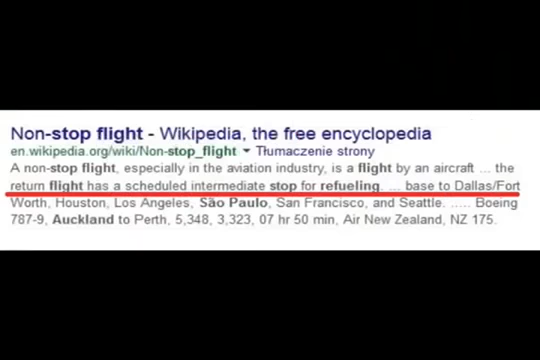 Non-stop flight - Wikipedia, the free encyclopedia
en.wikipedia.org/wiki/Non-stop_flight ▾ Tłumaczenie strony
A non-stop flight, especially in the aviation industry, is a flight by an aircraft ... the
return flight has a scheduled intermediate stop for refueling. ... base to Dallas/Fort
Worth, Houston, Los Angeles, São Paulo, San Francisco, and Seattle. ..... Boeing
787-9, Auckland to Perth, 5,348, 3,323, 07 hr 50 min, Air New Zealand, NZ 175.